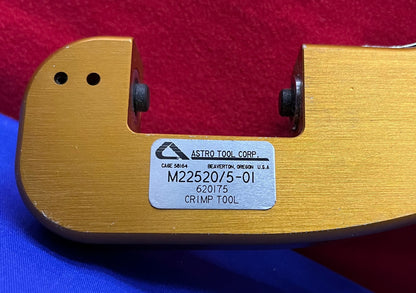 ASTRO TOOL CORP.
CAGE 58164 BEAVERTON, OREGON U.S.A
M22520/5-01
620175
CRIMP TOOL